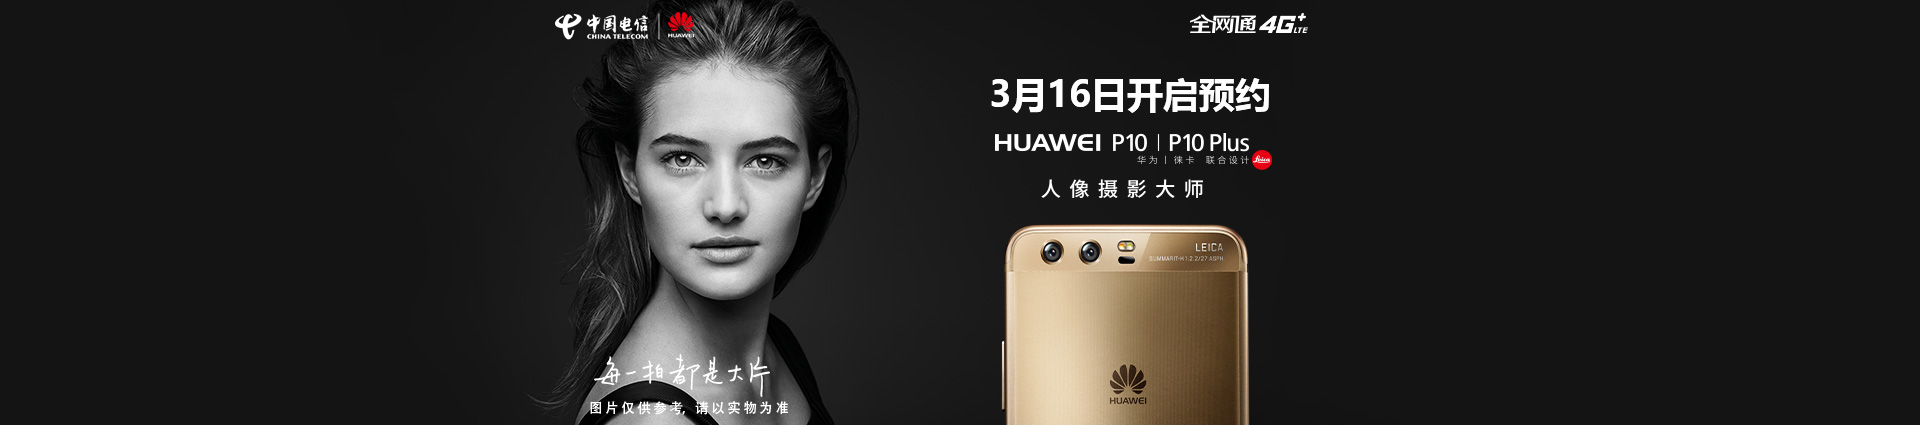 中国电信
CHINA TELECOM
HUAWEI
全网通 4G+ LTE
3月16日开启预约
HUAWEI P10 | P10 Plus
华为 | 徕卡 联合设计 Leica
人像摄影大师
LEICA
SUMMARIT-H 1:2.2/27 ASPH.
HUAWEI
每一拍都是大片
图片仅供参考, 请以实物为准